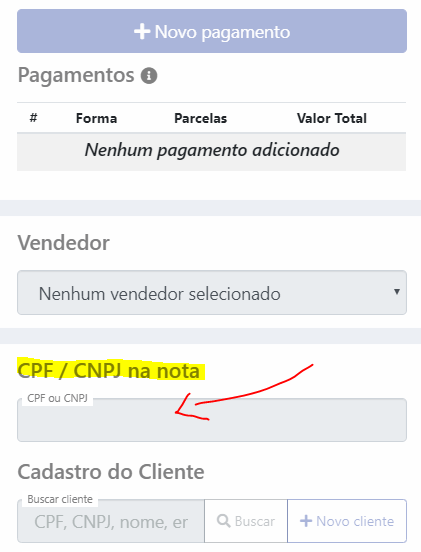 + Novo pagamento
Pagamentos
# Forma Parcelas Valor Total
Nenhum pagamento adicionado
Vendedor
Nenhum vendedor selecionado
CPF / CNPJ na nota
CPF ou CNPJ
Cadastro do Cliente
Buscar cliente
CPF, CNPJ, nome, er Buscar + Novo cliente